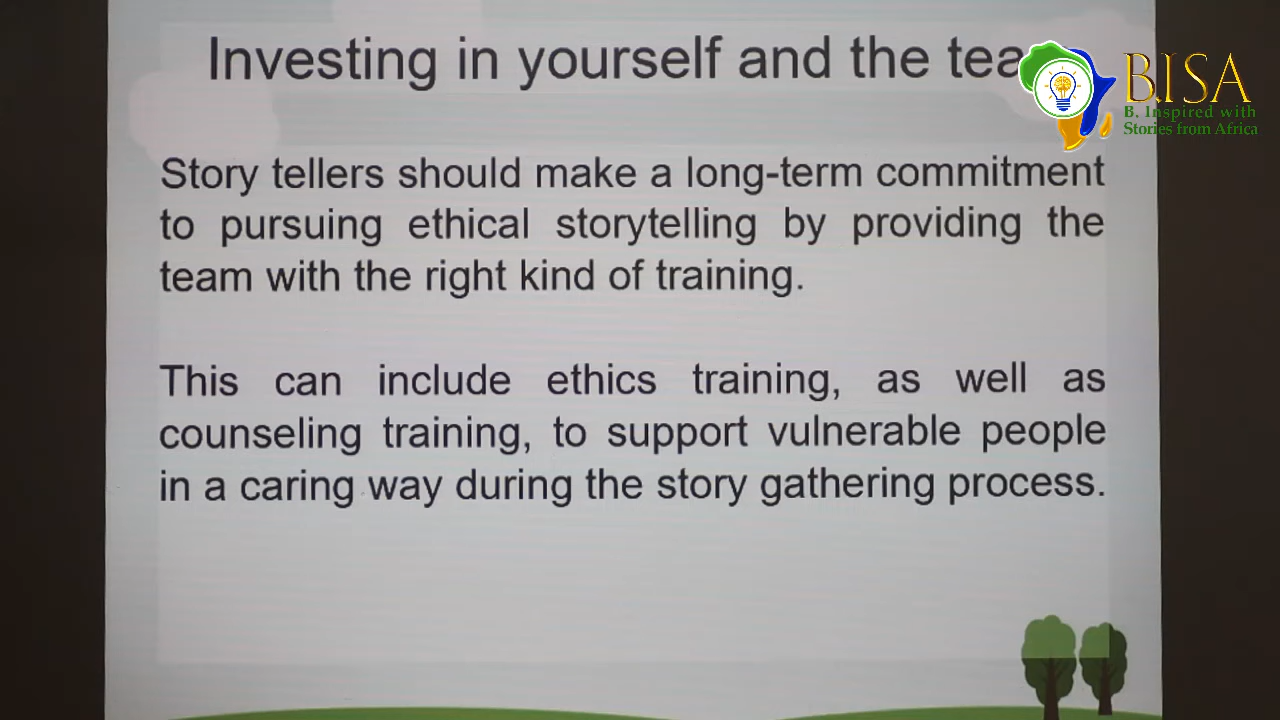 Investing in yourself and the tea
B.I.S.A
B. Inspired with
Stories from Africa
Story tellers should make a long-term commitment
to pursuing ethical storytelling by providing the
team with the right kind of training.
This can include ethics training, as well as
counseling training, to support vulnerable people
in a caring way during the story gathering process.